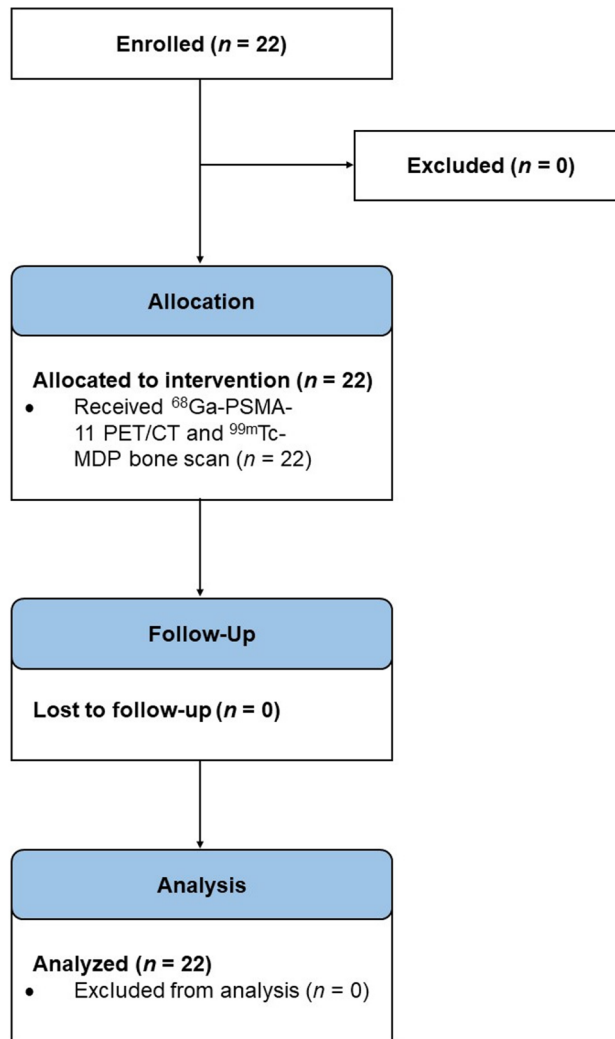 Enrolled (n = 22)
Excluded (n = 0)
Allocation
Allocated to intervention (n = 22)
• Received ⁶⁸Ga-PSMA-
11 PET/CT and ⁹⁹ᵐTc-
MDP bone scan (n = 22)
Follow-Up
Lost to follow-up (n = 0)
Analysis
Analyzed (n = 22)
• Excluded from analysis (n = 0)